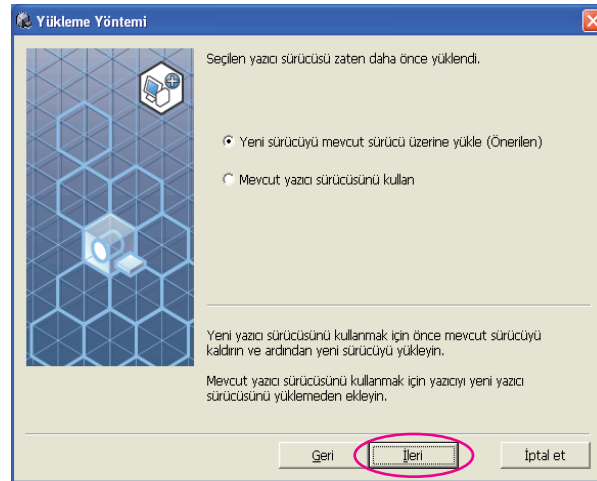 Yükleme Yöntemi
Seçilen yazıcı sürücüsü zaten daha önce yüklendi.
Yeni sürücüyü mevcut sürücü üzerine yükle (Önerilen)
Mevcut yazıcı sürücüsünü kullan
Yeni yazıcı sürücüsünü kullanmak için önce mevcut sürücüyü
kaldırın ve ardından yeni sürücüyü yükleyin.
Mevcut yazıcı sürücüsünü kullanmak için yazıcıyı yeni yazıcı
sürücüsünü yüklemeden ekleyin.
Geri İleri İptal et